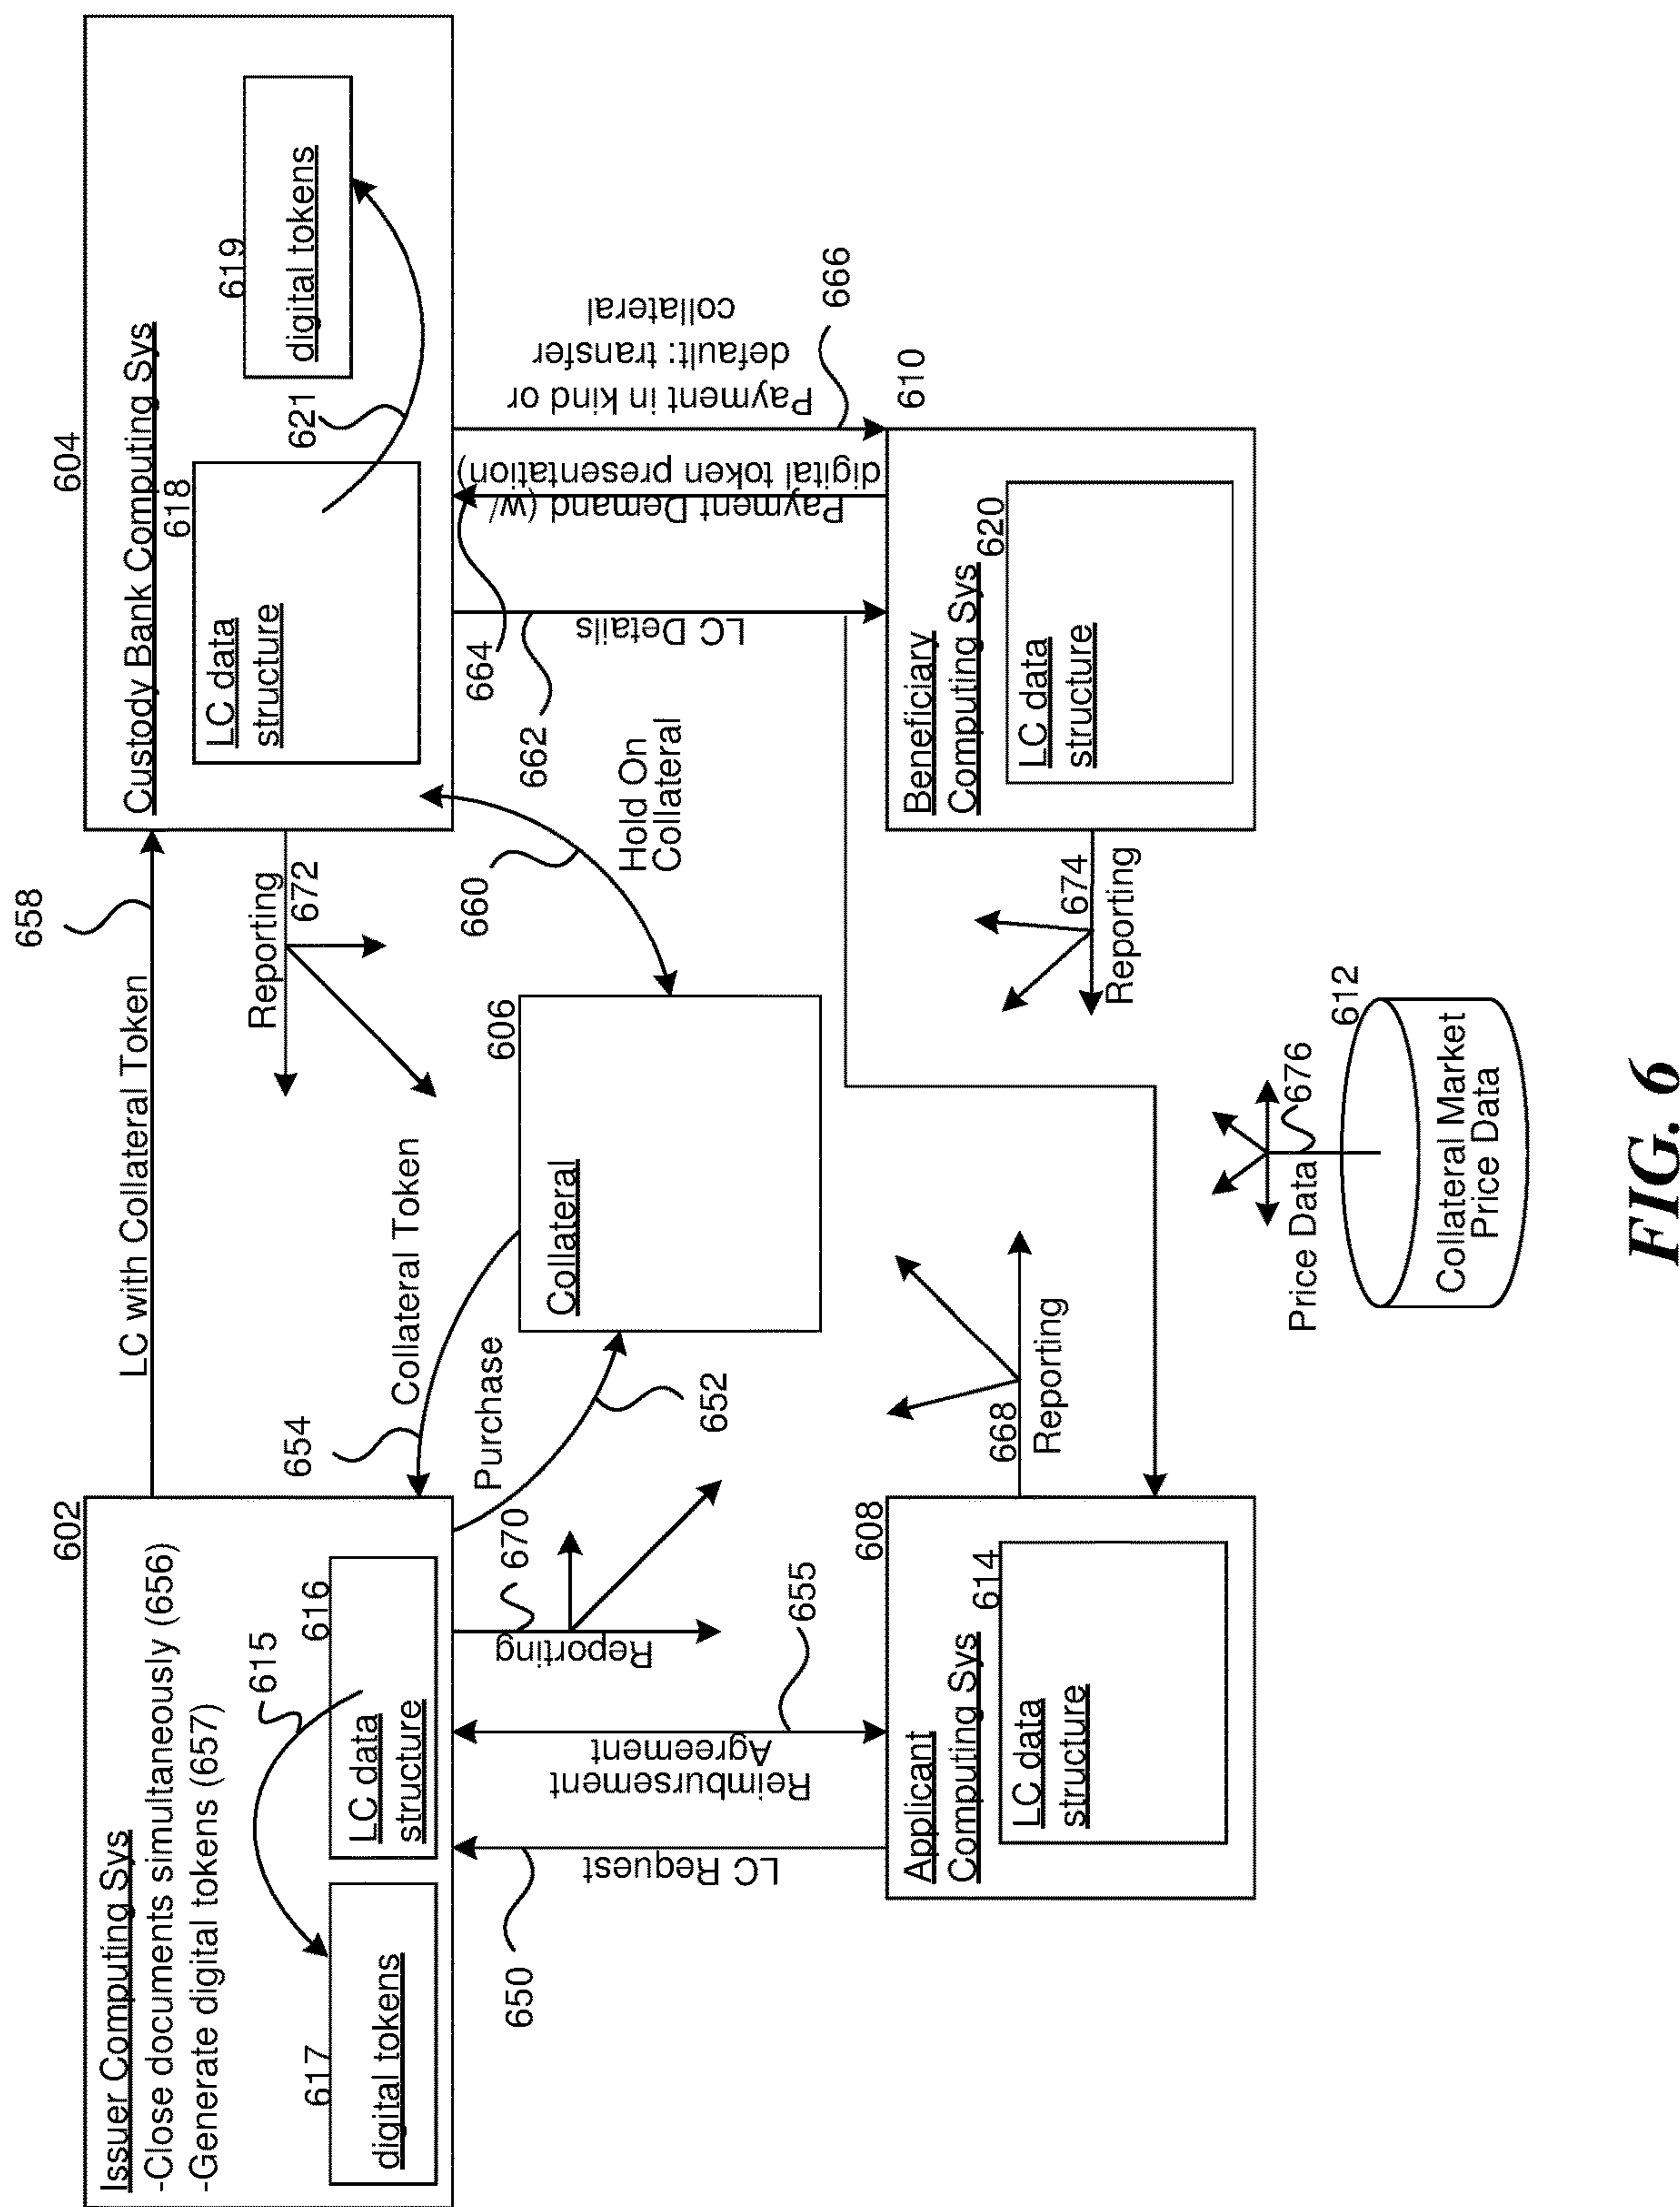 602
Issuer Computing Sys
-Close documents simultaneously (656)
-Generate digital tokens (657)
615
617
digital tokens
616
LC data
structure
658
LC with Collateral Token
604
Custody Bank Computing Sys
618
LC data
structure
619
digital tokens
621
Reporting
672
654
Collateral Token
Purchase
652
606
Collateral
660
Hold On
Collateral
650
LC Request
Reimbursement
Agreement
655
Reporting
670
662
LC Details
664
Payment Demand (w/
digital token presentation)
Payment in kind or
default: transfer
collateral
666
608
Applicant
Computing Sys
614
LC data
structure
668
Reporting
610
Beneficiary
Computing Sys
620
LC data
structure
674
Reporting
Price Data
676
612
Collateral Market
Price Data
FIG. 6